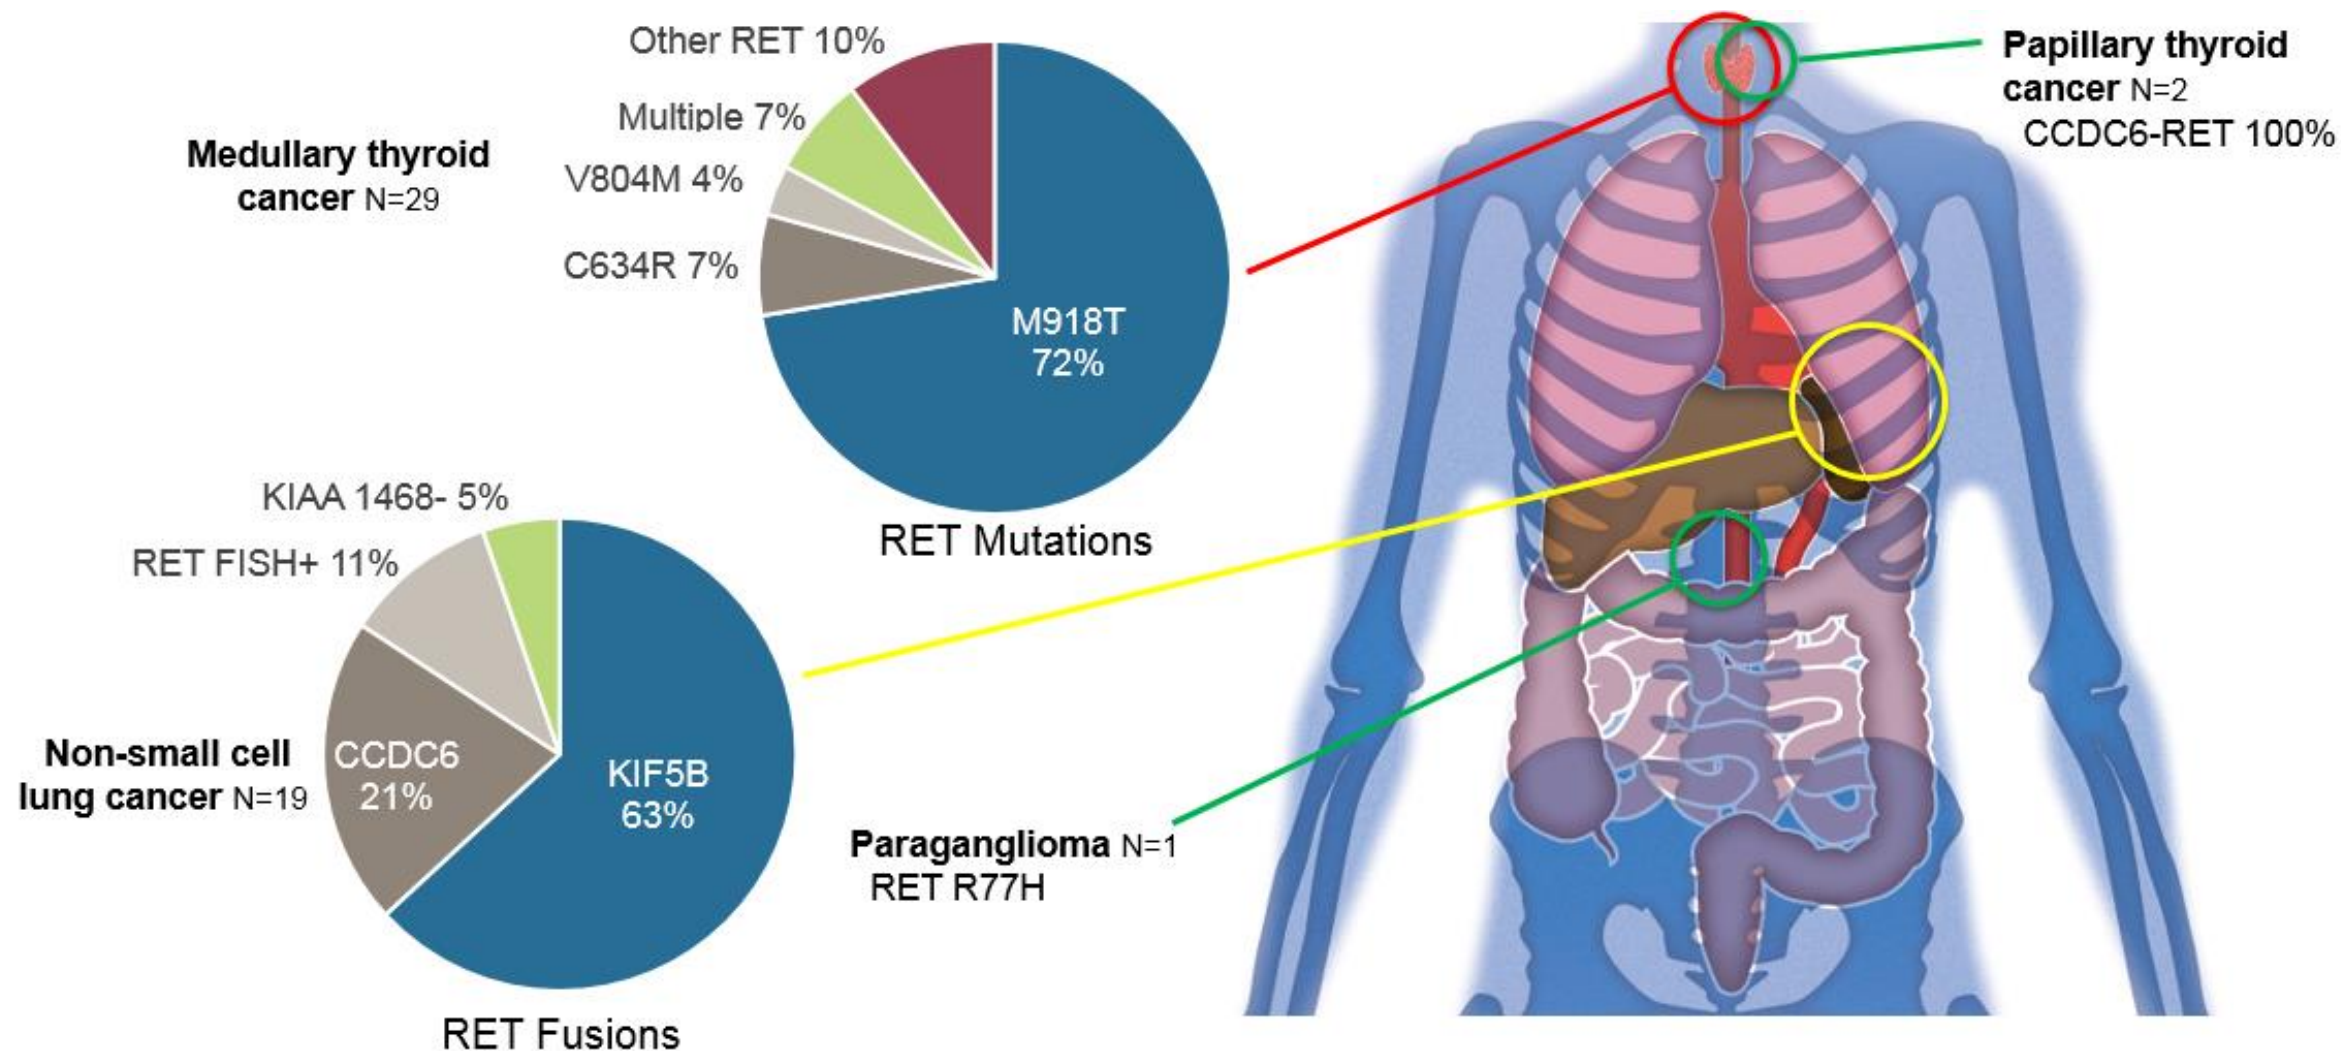 Other RET 10%
Multiple 7%
V804M 4%
C634R 7%
Medullary thyroid
cancer N=29
M918T
72%
RET Mutations
Papillary thyroid
cancer N=2
CCDC6-RET 100%
KIAA 1468- 5%
RET FISH+ 11%
Non-small cell
lung cancer N=19
CCDC6
21%
KIF5B
63%
RET Fusions
Paraganglioma N=1
RET R77H